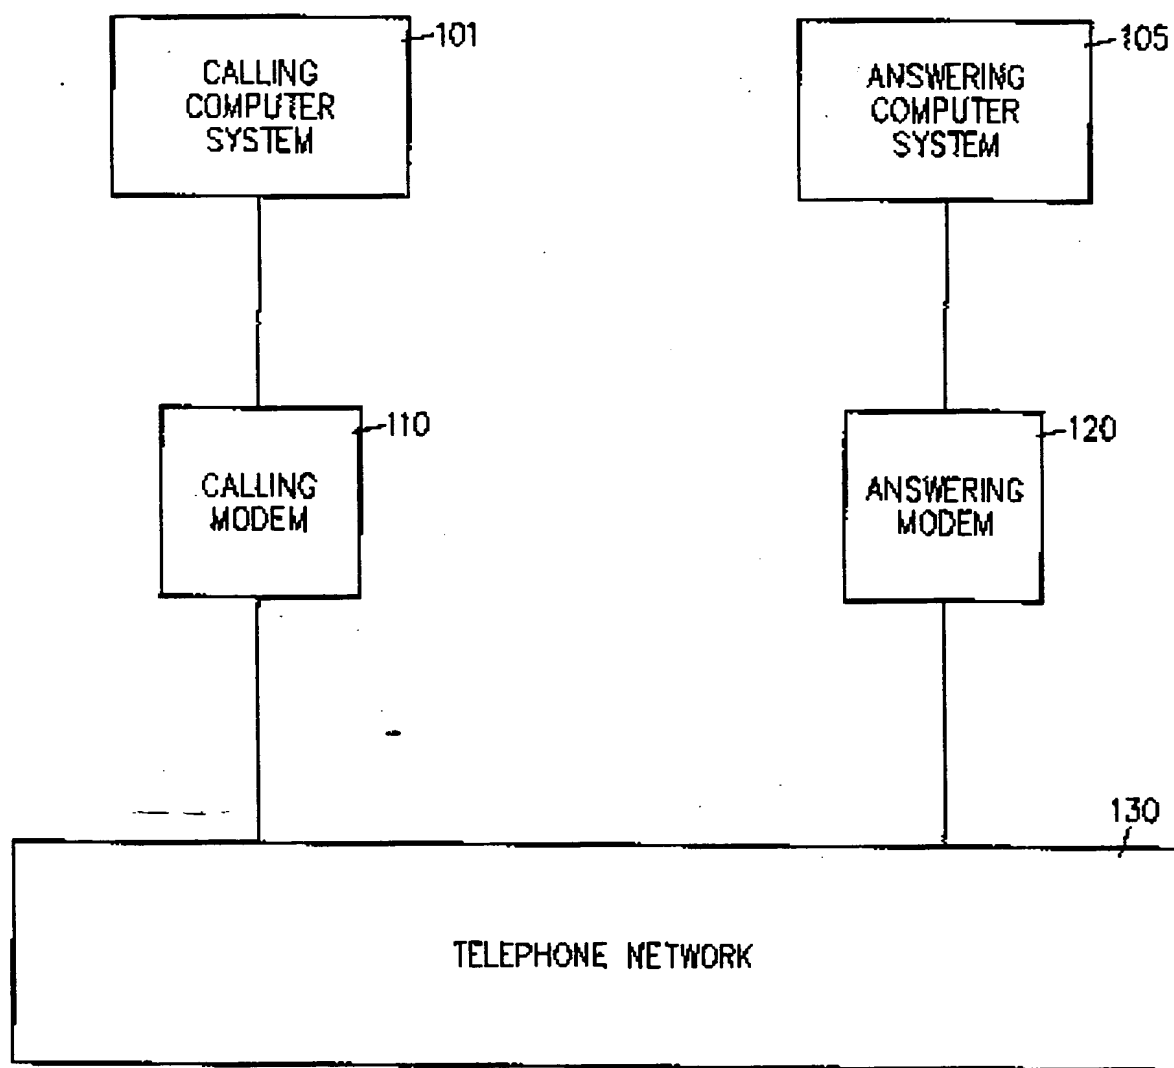 101
CALLING
COMPUTER
SYSTEM
105
ANSWERING
COMPUTER
SYSTEM
110
CALLING
MODEM
120
ANSWERING
MODEM
130
TELEPHONE NETWORK